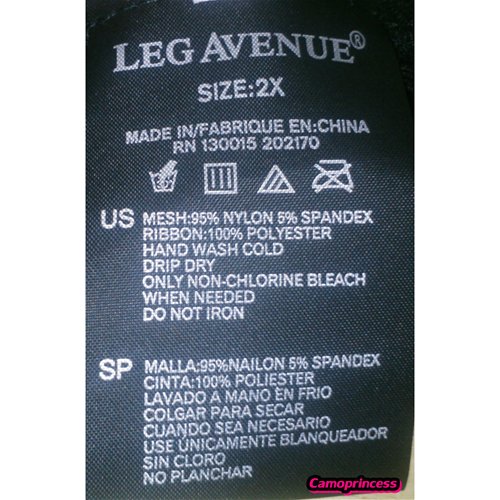 LEG AVENUE®
SIZE:2X
MADE IN/FABRIQUE EN:CHINA
RN 130015 202170
US MESH:95% NYLON 5% SPANDEX
RIBBON:100% POLYESTER
HAND WASH COLD
DRIP DRY
ONLY NON-CHLORINE BLEACH
WHEN NEEDED
DO NOT IRON
SP MALLA:95%NAILON 5% SPANDEX
CINTA:100% POLIESTER
LAVADO A MANO EN FRIO
COLGAR PARA SECAR
CUANDO SEA NECESARIO
USE ÚNICAMENTE BLANQUEADOR
SIN CLORO
NO PLANCHAR
Camoprincess